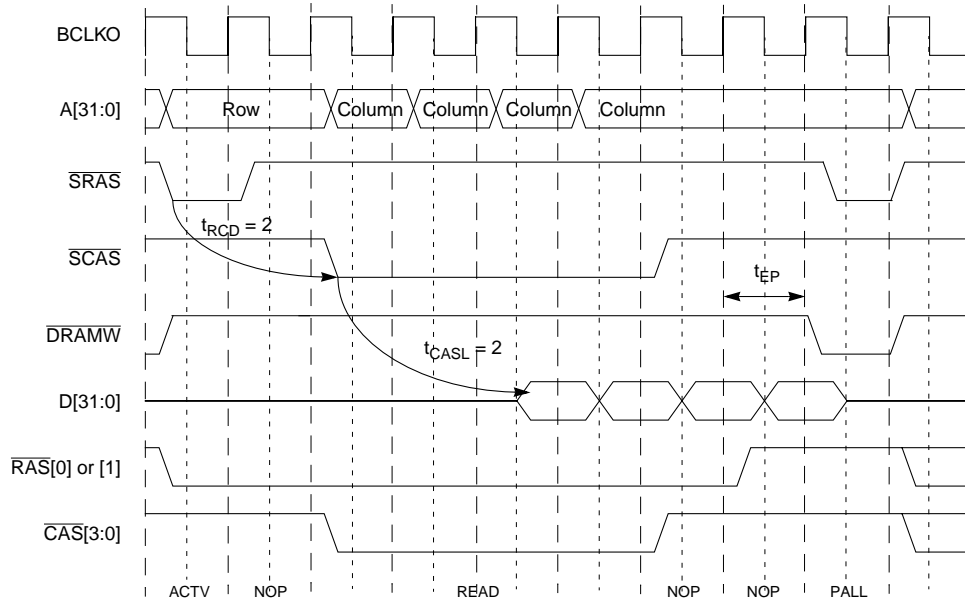 BCLKO
A[31:0]
Row Column Column Column Column
SRAS
tRCD = 2
SCAS
tEP
DRAMW
tCASL = 2
D[31:0]
RAS[0] or [1]
CAS[3:0]
ACTV NOP READ NOP NOP PALL